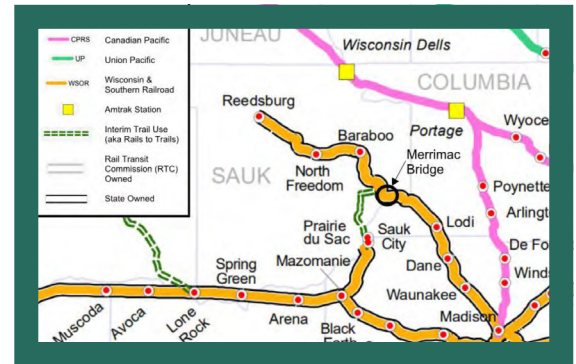 CPRS Canadian Pacific
UP Union Pacific
WSOR Wisconsin &
Southern Railroad
Amtrak Station
Interim Trail Use
(aka Rails to Trails)
Rail Transit
Commission (RTC)
Owned
State Owned
JUNEAU
Wisconsin Dells
COLUMBIA
Reedsburg
Portage
Wyoce
Baraboo
Merrimac
Bridge
North
Freedom
SAUK
Poynette
Arlingt
Prairie
du Sac
Sauk
City
Lodi
De Fo
Mazomanie
Dane
Wind
Spring
Green
Waunakee
Madison
Muscoda
Avoca
Lone
Rock
Arena
Black